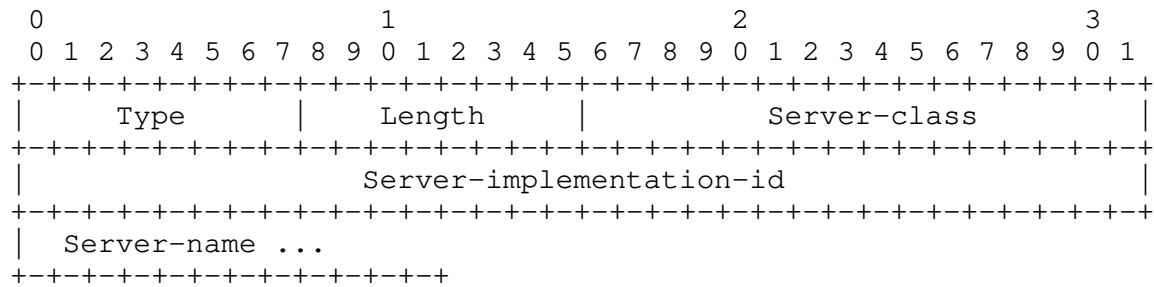 0                   1                   2                   3
 0 1 2 3 4 5 6 7 8 9 0 1 2 3 4 5 6 7 8 9 0 1 2 3 4 5 6 7 8 9 0 1
+-+-+-+-+-+-+-+-+-+-+-+-+-+-+-+-+-+-+-+-+-+-+-+-+-+-+-+-+-+-+-+-+
|     Type      |    Length     |          Server-class         |
+-+-+-+-+-+-+-+-+-+-+-+-+-+-+-+-+-+-+-+-+-+-+-+-+-+-+-+-+-+-+-+-+
|                   Server-implementation-id                    |
+-+-+-+-+-+-+-+-+-+-+-+-+-+-+-+-+-+-+-+-+-+-+-+-+-+-+-+-+-+-+-+-+
|  Server-name ...
+-+-+-+-+-+-+-+-+-+-+-+-+